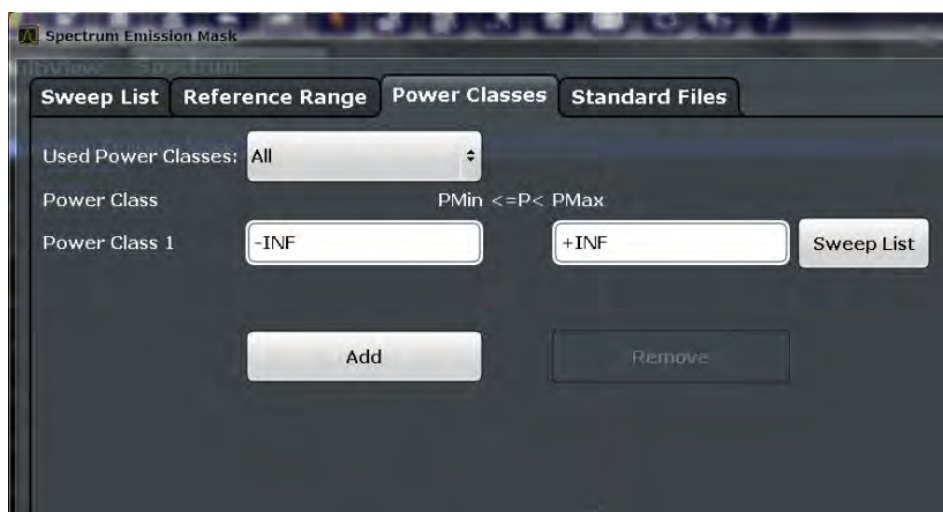 Spectrum Emission Mask
Spectrum
Sweep List Reference Range Power Classes Standard Files
Used Power Classes: All
Power Class PMin <=P< PMax
Power Class 1 -INF +INF Sweep List
Add Remove